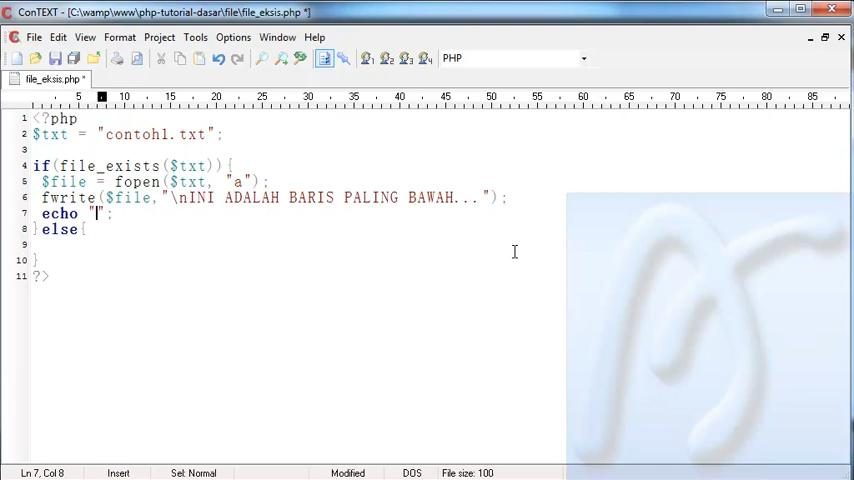 ConTEXT - [C:\wamp\www\php-tutorial-dasar\file\file_eksis.php *]
File Edit View Format Project Tools Options Window Help
1 2 3 4 PHP
file_eksis.php *
5 10 15 20 25 30 35 40 45 50 55 60 65 70 75 80 85
1 <?php
2 $txt = "contoh1.txt";
3
4 if(file_exists($txt)){
5 $file = fopen($txt, "a");
6 fwrite($file,"\nINI ADALAH BARIS PALING BAWAH...");
7 echo "";
8 }else{
9
10 }
11 ?>
Ln 7, Col 8 Insert Sel: Normal Modified DOS File size: 100